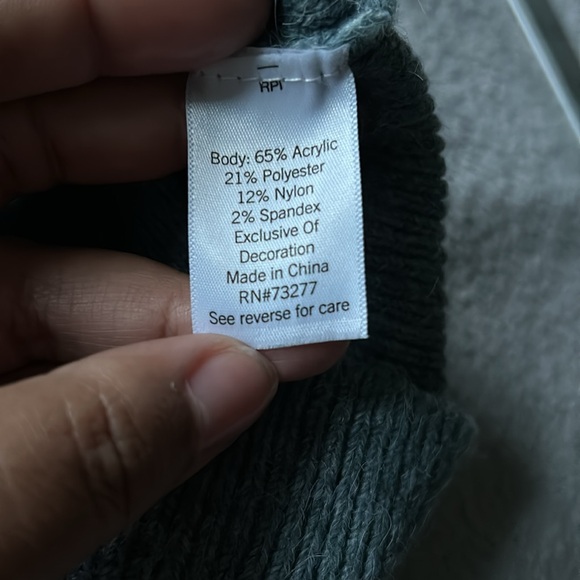 Body: 65% Acrylic
21% Polyester
12% Nylon
2% Spandex
Exclusive Of
Decoration
Made in China
RN#73277
See reverse for care